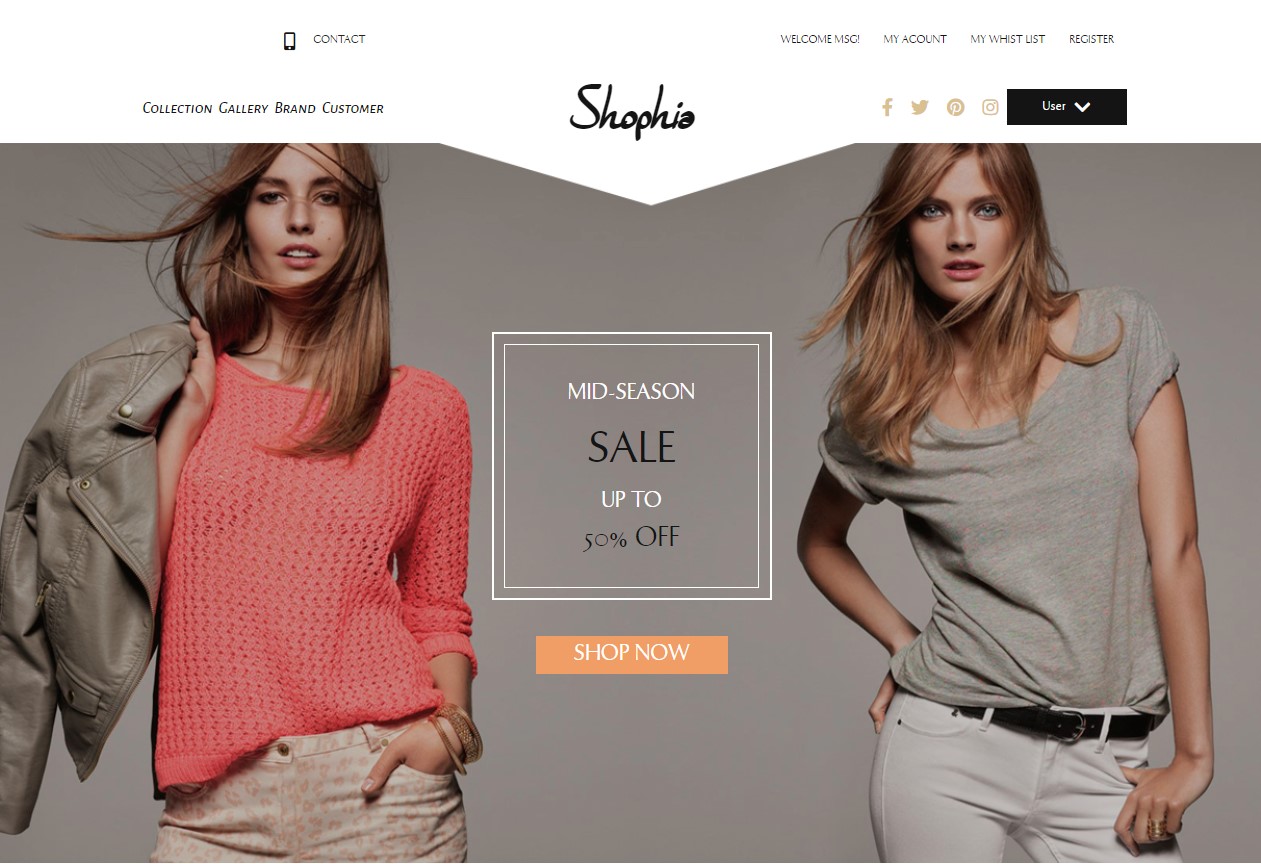 CONTACT
WELCOME MSG! MY ACOUNT MY WHIST LIST REGISTER
Collection Gallery Brand Customer
Shophia
User
MID-SEASON
SALE
UP TO
50% OFF
SHOP NOW